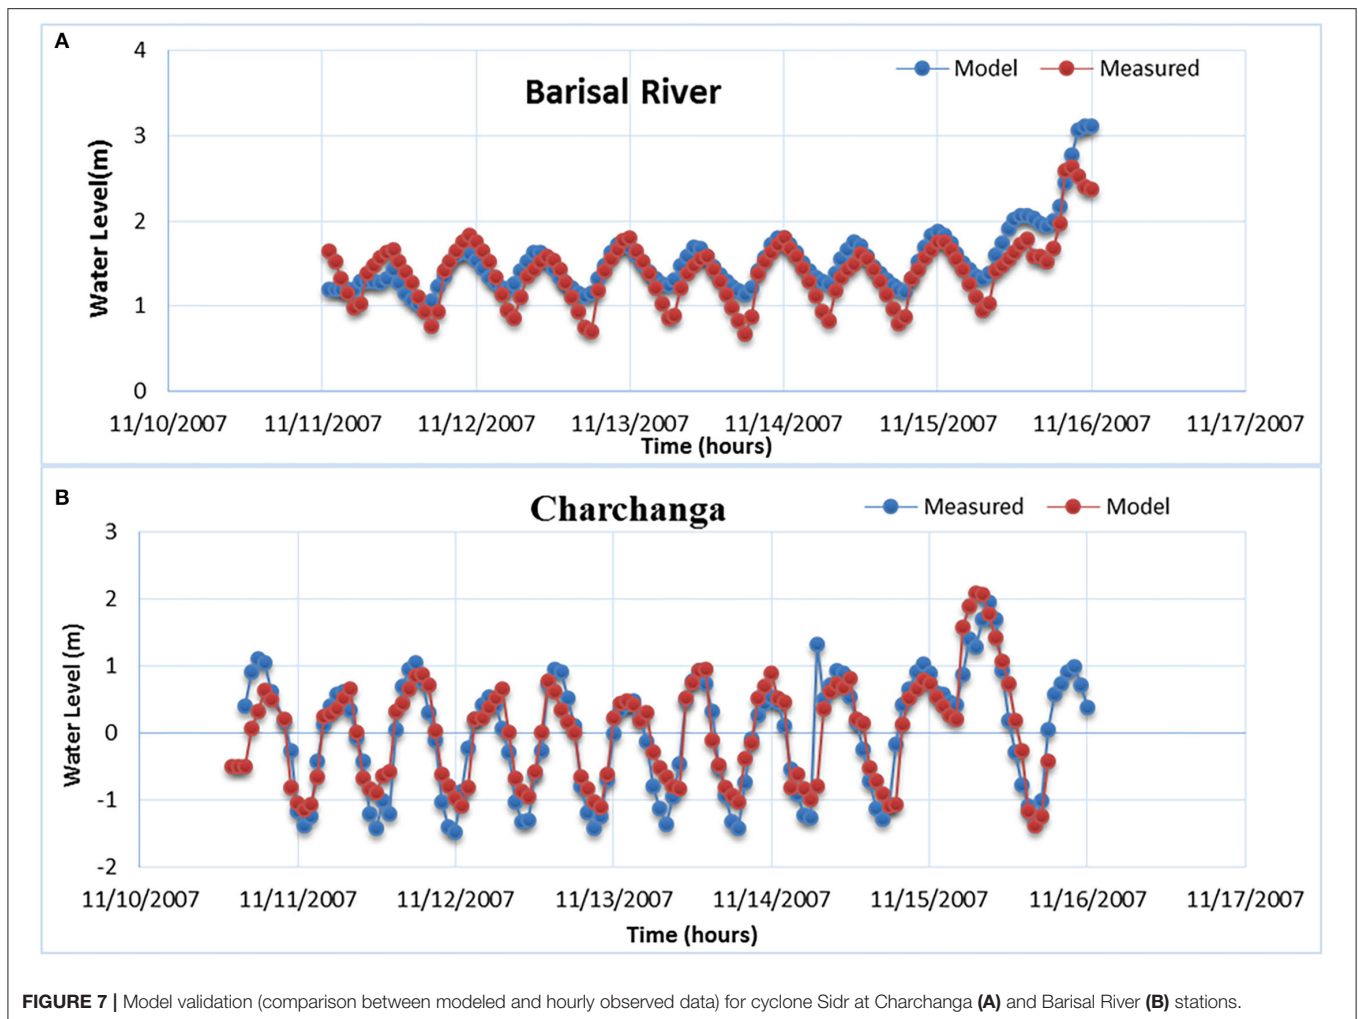 A
Barisal River
Model Measured
4
3
2
1
0
Water Level(m)
11/10/2007 11/11/2007 11/12/2007 11/13/2007 11/14/2007 11/15/2007 11/16/2007 11/17/2007
Time (hours)
B
Charchanga
Measured Model
3
2
1
0
-1
-2
Water Level (m)
11/10/2007 11/11/2007 11/12/2007 11/13/2007 11/14/2007 11/15/2007 11/16/2007 11/17/2007
Time (hours)
FIGURE 7 | Model validation (comparison between modeled and hourly observed data) for cyclone Sidr at Charchanga (A) and Barisal River (B) stations.